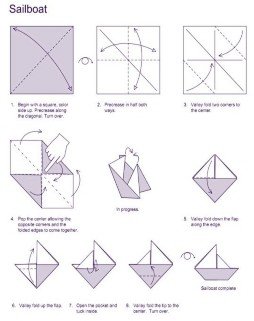 Sailboat
1. Begin with a square, color
side up. Precrease along
the diagonal. Turn over.
2. Precrease in half both
ways.
3. Valley fold two corners to
the center.
4. Pop the center allowing the
opposite corners and the
folded edges to come together.
In progress.
5. Valley fold down the flap
along the edge.
6. Valley fold up the flap.
7. Open the pocket and
tuck inside.
8. Valley fold the tip to the
center. Turn over.
Sailboat complete